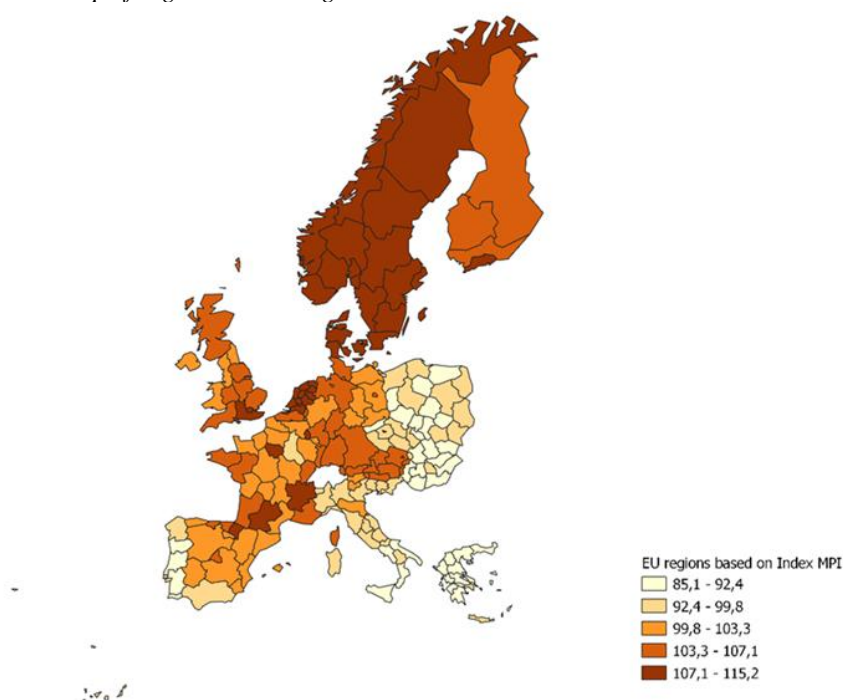 EU regions based on Index MPI
85,1 - 92,4
92,4 - 99,8
99,8 - 103,3
103,3 - 107,1
107,1 - 115,2